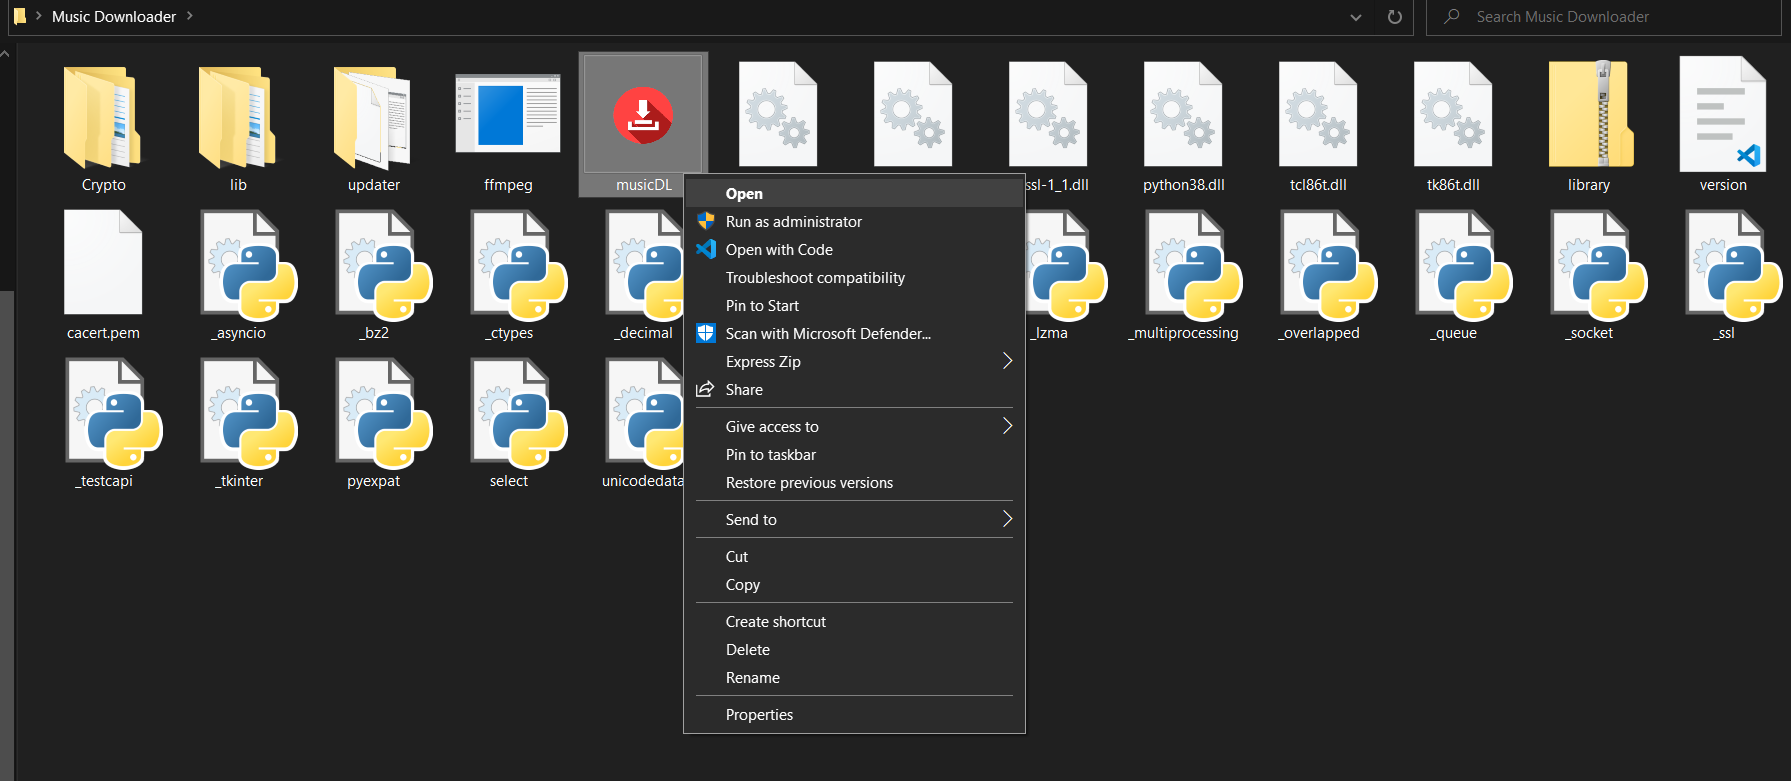 Music Downloader
Search Music Downloader
Crypto
lib
updater
ffmpeg
musicDL
ssl-1_1.dll
python38.dll
tcl86t.dll
tk86t.dll
library
version
cacert.pem
_asyncio
_bz2
_ctypes
_decimal
_lzma
_multiprocessing
_overlapped
_queue
_socket
_ssl
_testcapi
_tkinter
pyexpat
select
unicodedata
Open
Run as administrator
Open with Code
Troubleshoot compatibility
Pin to Start
Scan with Microsoft Defender...
Express Zip
Share
Give access to
Pin to taskbar
Restore previous versions
Send to
Cut
Copy
Create shortcut
Delete
Rename
Properties